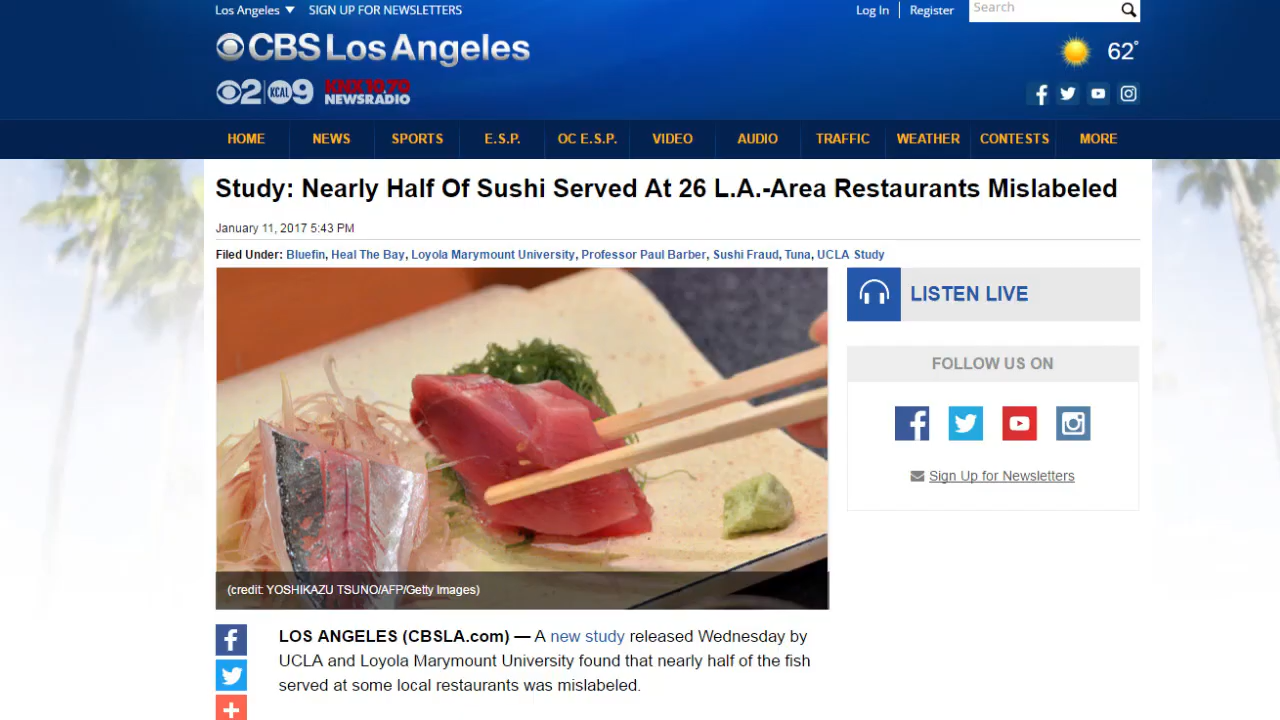 Los Angeles SIGN UP FOR NEWSLETTERS Log In Register Search
CBS Los Angeles
62°
2 KCAL 9 KNX 1070 NEWSRADIO
HOME NEWS SPORTS E.S.P. OC E.S.P. VIDEO AUDIO TRAFFIC WEATHER CONTESTS MORE
Study: Nearly Half Of Sushi Served At 26 L.A.-Area Restaurants Mislabeled
January 11, 2017 5:43 PM
Filed Under: Bluefin, Heal The Bay, Loyola Marymount University, Professor Paul Barber, Sushi Fraud, Tuna, UCLA Study
LISTEN LIVE
FOLLOW US ON
Sign Up for Newsletters
(credit: YOSHIKAZU TSUNO/AFP/Getty Images)
LOS ANGELES (CBSLA.com) — A new study released Wednesday by
UCLA and Loyola Marymount University found that nearly half of the fish
served at some local restaurants was mislabeled.